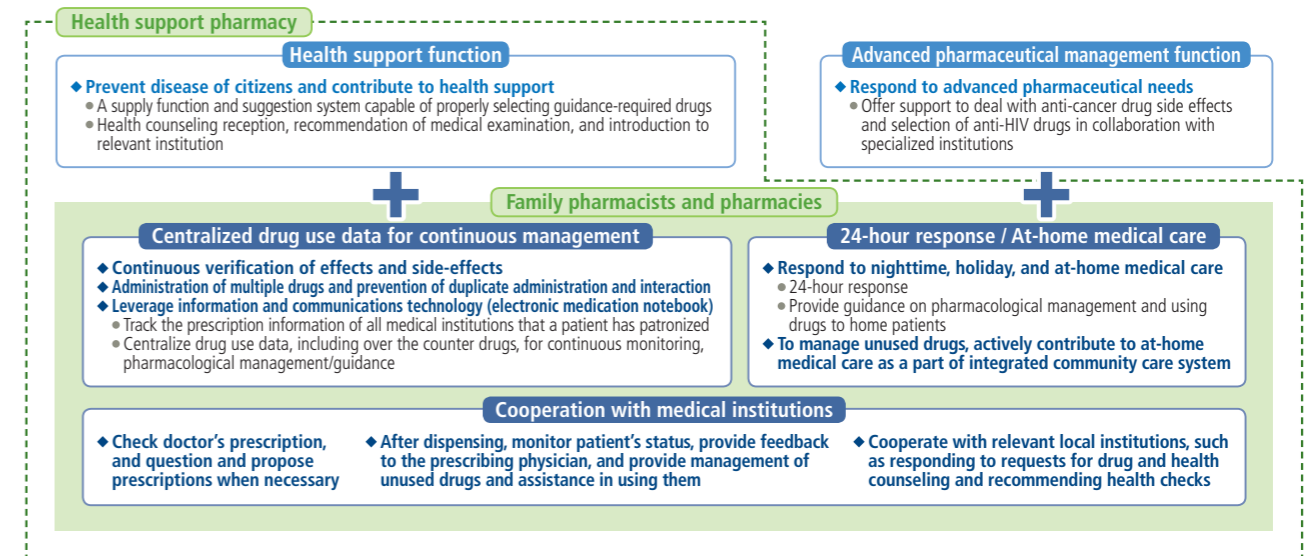 Health support pharmacy
Health support function
◆ Prevent disease of citizens and contribute to health support
● A supply function and suggestion system capable of properly selecting guidance-required drugs
● Health counseling reception, recommendation of medical examination, and introduction to
relevant institution
Advanced pharmaceutical management function
◆ Respond to advanced pharmaceutical needs
● Offer support to deal with anti-cancer drug side effects
and selection of anti-HIV drugs in collaboration with
specialized institutions
Family pharmacists and pharmacies
Centralized drug use data for continuous management
◆ Continuous verification of effects and side-effects
◆ Administration of multiple drugs and prevention of duplicate administration and interaction
◆ Leverage information and communications technology (electronic medication notebook)
● Track the prescription information of all medical institutions that a patient has patronized
● Centralize drug use data, including over the counter drugs, for continuous monitoring,
pharmacological management/guidance
24-hour response / At-home medical care
◆ Respond to nighttime, holiday, and at-home medical care
● 24-hour response
● Provide guidance on pharmacological management and using
drugs to home patients
◆ To manage unused drugs, actively contribute to at-home
medical care as a part of integrated community care system
Cooperation with medical institutions
◆ Check doctor's prescription,
and question and propose
prescriptions when necessary
◆ After dispensing, monitor patient's status, provide feedback
to the prescribing physician, and provide management of
unused drugs and assistance in using them
◆ Cooperate with relevant local institutions, such
as responding to requests for drug and health
counseling and recommending health checks